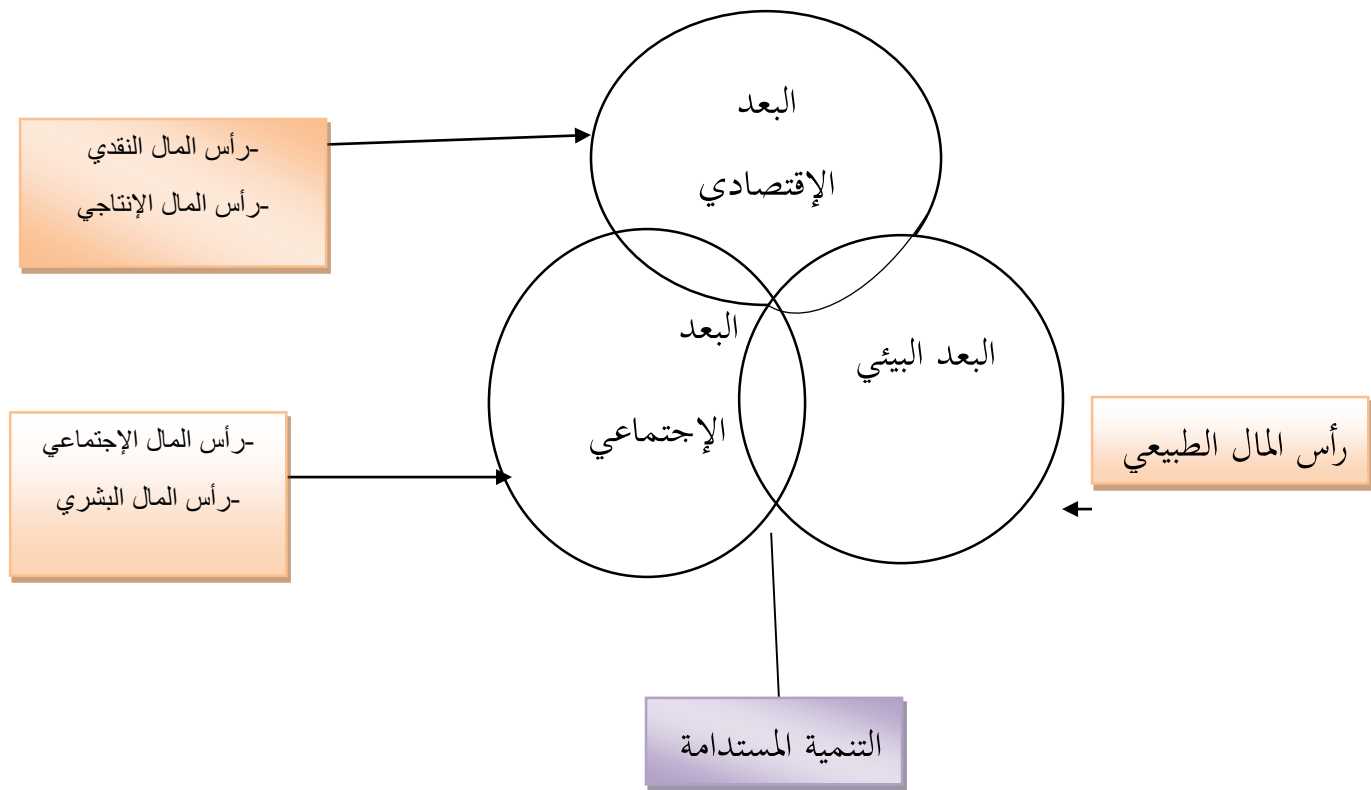 البعد
الإقتصادي
-رأس المال النقدي
-رأس المال الإنتاجي
البعد
الإجتماعي
البعد البيئي
رأس المال الطبيعي
-رأس المال الإجتماعي
-رأس المال البشري
التنمية المستدامة